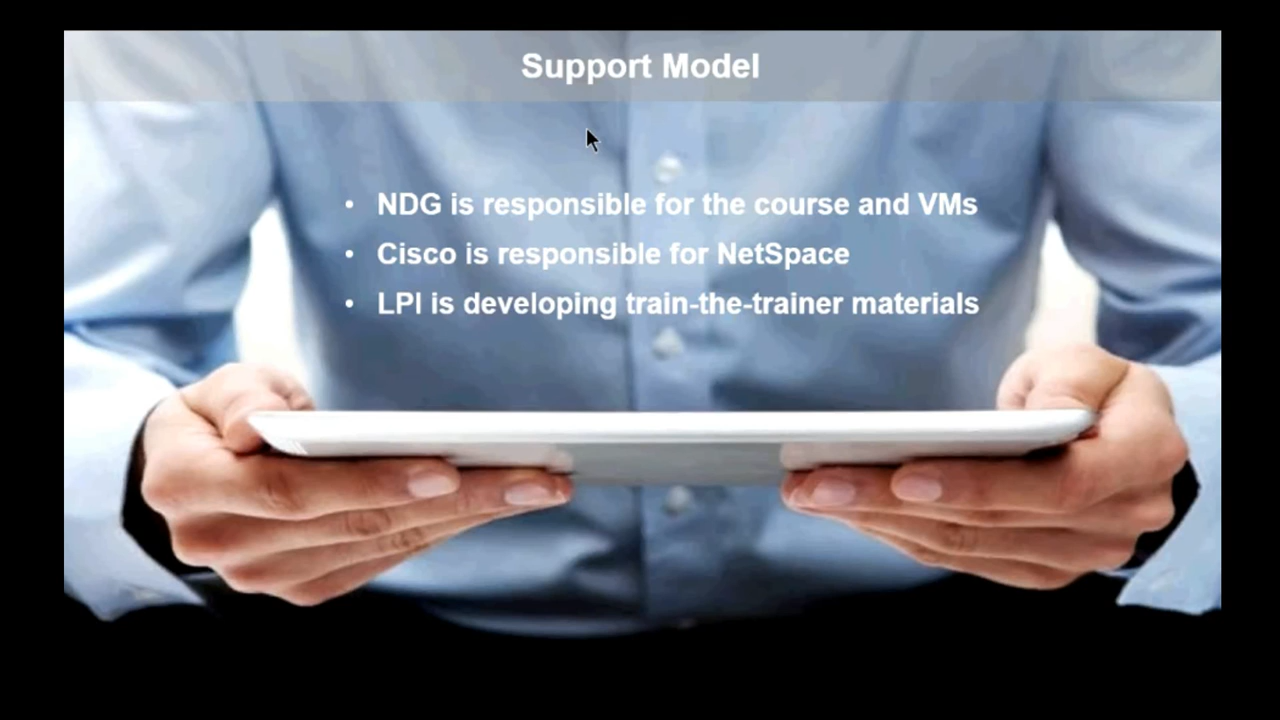 Support Model
• NDG is responsible for the course and VMs
• Cisco is responsible for NetSpace
• LPI is developing train-the-trainer materials